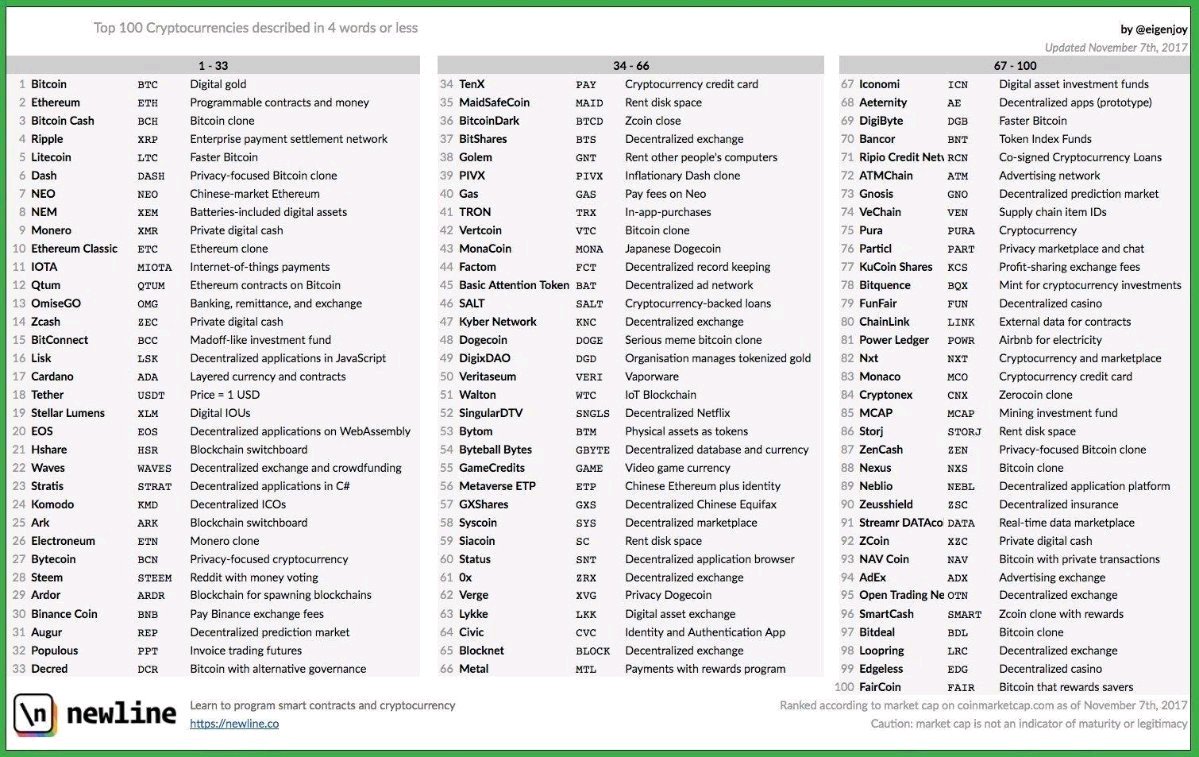 Top 100 Cryptocurrencies described in 4 words or less
by @eigenjoy
Updated November 7th, 2017
1 - 33
1 Bitcoin BTC Digital gold
2 Ethereum ETH Programmable contracts and money
3 Bitcoin Cash BCH Bitcoin clone
4 Ripple XRP Enterprise payment settlement network
5 Litecoin LTC Faster Bitcoin
6 Dash DASH Privacy-focused Bitcoin clone
7 NEO NEO Chinese-market Ethereum
8 NEM XEM Batteries-included digital assets
9 Monero XMR Private digital cash
10 Ethereum Classic ETC Ethereum clone
11 IOTA MIOTA Internet-of-things payments
12 Qtum QTUM Ethereum contracts on Bitcoin
13 OmiseGO OMG Banking, remittance, and exchange
14 Zcash ZEC Private digital cash
15 BitConnect BCC Madoff-like investment fund
16 Lisk LSK Decentralized applications in JavaScript
17 Cardano ADA Layered currency and contracts
18 Tether USDT Price = 1 USD
19 Stellar Lumens XLM Digital IOUs
20 EOS EOS Decentralized applications on WebAssembly
21 Hshare HSR Blockchain switchboard
22 Waves WAVES Decentralized exchange and crowdfunding
23 Stratis STRAT Decentralized applications in C#
24 Komodo KMD Decentralized ICOs
25 Ark ARK Blockchain switchboard
26 Electroneum ETN Monero clone
27 Bytecoin BCN Privacy-focused cryptocurrency
28 Steem STEEM Reddit with money voting
29 Ardor ARDR Blockchain for spawning blockchains
30 Binance Coin BNB Pay Binance exchange fees
31 Augur REP Decentralized prediction market
32 Populous PPT Invoice trading futures
33 Decred DCR Bitcoin with alternative governance
34 - 66
34 TenX PAY Cryptocurrency credit card
35 MaidSafeCoin MAID Rent disk space
36 BitcoinDark BTCD Zcoin close
37 BitShares BTS Decentralized exchange
38 Golem GNT Rent other people's computers
39 PIVX PIVX Inflationary Dash clone
40 Gas GAS Pay fees on Neo
41 TRON TRX In-app-purchases
42 Vertcoin VTC Bitcoin clone
43 MonaCoin MONA Japanese Dogecoin
44 Factom FCT Decentralized record keeping
45 Basic Attention Token BAT Decentralized ad network
46 SALT SALT Cryptocurrency-backed loans
47 Kyber Network KNC Decentralized exchange
48 Dogecoin DOGE Serious meme bitcoin clone
49 DigixDAO DGD Organisation manages tokenized gold
50 Veritaseum VERI Vaporware
51 Walton WTC IoT Blockchain
52 SingularDTV SNGLS Decentralized Netflix
53 Bytom BTM Physical assets as tokens
54 Byteball Bytes GBYTE Decentralized database and currency
55 GameCredits GAME Video game currency
56 Metaverse ETP ETP Chinese Ethereum plus identity
57 GXShares GXS Decentralized Chinese Equifax
58 Syscoin SYS Decentralized marketplace
59 Siacoin SC Rent disk space
60 Status SNT Decentralized application browser
61 0x ZRX Decentralized exchange
62 Verge XVG Privacy Dogecoin
63 Lykke LKK Digital asset exchange
64 Civic CVC Identity and Authentication App
65 Blocknet BLOCK Decentralized exchange
66 Metal MTL Payments with rewards program
67 - 100
67 Iconomi ICN Digital asset investment funds
68 Aeternity AE Decentralized apps (prototype)
69 DigiByte DGB Faster Bitcoin
70 Bancor BNT Token Index Funds
71 Ripio Credit Netv RCN Co-signed Cryptocurrency Loans
72 ATMChain ATM Advertising network
73 Gnosis GNO Decentralized prediction market
74 VeChain VEN Supply chain item IDs
75 Pura PURA Cryptocurrency
76 Particl PART Privacy marketplace and chat
77 KuCoin Shares KCS Profit-sharing exchange fees
78 Bitquence BQX Mint for cryptocurrency investments
79 FunFair FUN Decentralized casino
80 ChainLink LINK External data for contracts
81 Power Ledger POWR Airbnb for electricity
82 Nxt NXT Cryptocurrency and marketplace
83 Monaco MCO Cryptocurrency credit card
84 Cryptonex CNX Zerocoin clone
85 MCAP MCAP Mining investment fund
86 Storj STORJ Rent disk space
87 ZenCash ZEN Privacy-focused Bitcoin clone
88 Nexus NXS Bitcoin clone
89 Neblio NEBL Decentralized application platform
90 Zeusshield ZSC Decentralized insurance
91 Streamr DATAco DATA Real-time data marketplace
92 ZCoin XZC Private digital cash
93 NAV Coin NAV Bitcoin with private transactions
94 AdEx ADX Advertising exchange
95 Open Trading Ne OTN Decentralized exchange
96 SmartCash SMART Zcoin clone with rewards
97 Bitdeal BDL Bitcoin clone
98 Loopring LRC Decentralized exchange
99 Edgeless EDG Decentralized casino
100 FairCoin FAIR Bitcoin that rewards savers
\n newline
Learn to program smart contracts and cryptocurrency
https://newline.co
Ranked according to market cap on coinmarketcap.com as of November 7th, 2017
Caution: market cap is not an indicator of maturity or legitimacy